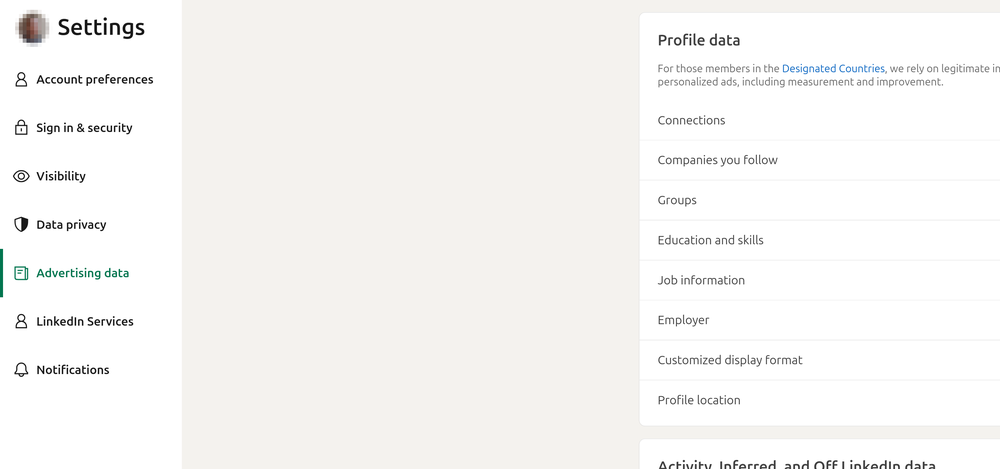 Settings
Account preferences
Sign in & security
Visibility
Data privacy
Advertising data
LinkedIn Services
Notifications
Profile data
For those members in the Designated Countries, we rely on legitimate in
personalized ads, including measurement and improvement.
Connections
Companies you follow
Groups
Education and skills
Job information
Employer
Customized display format
Profile location
Activity, Inferred, and Off LinkedIn data